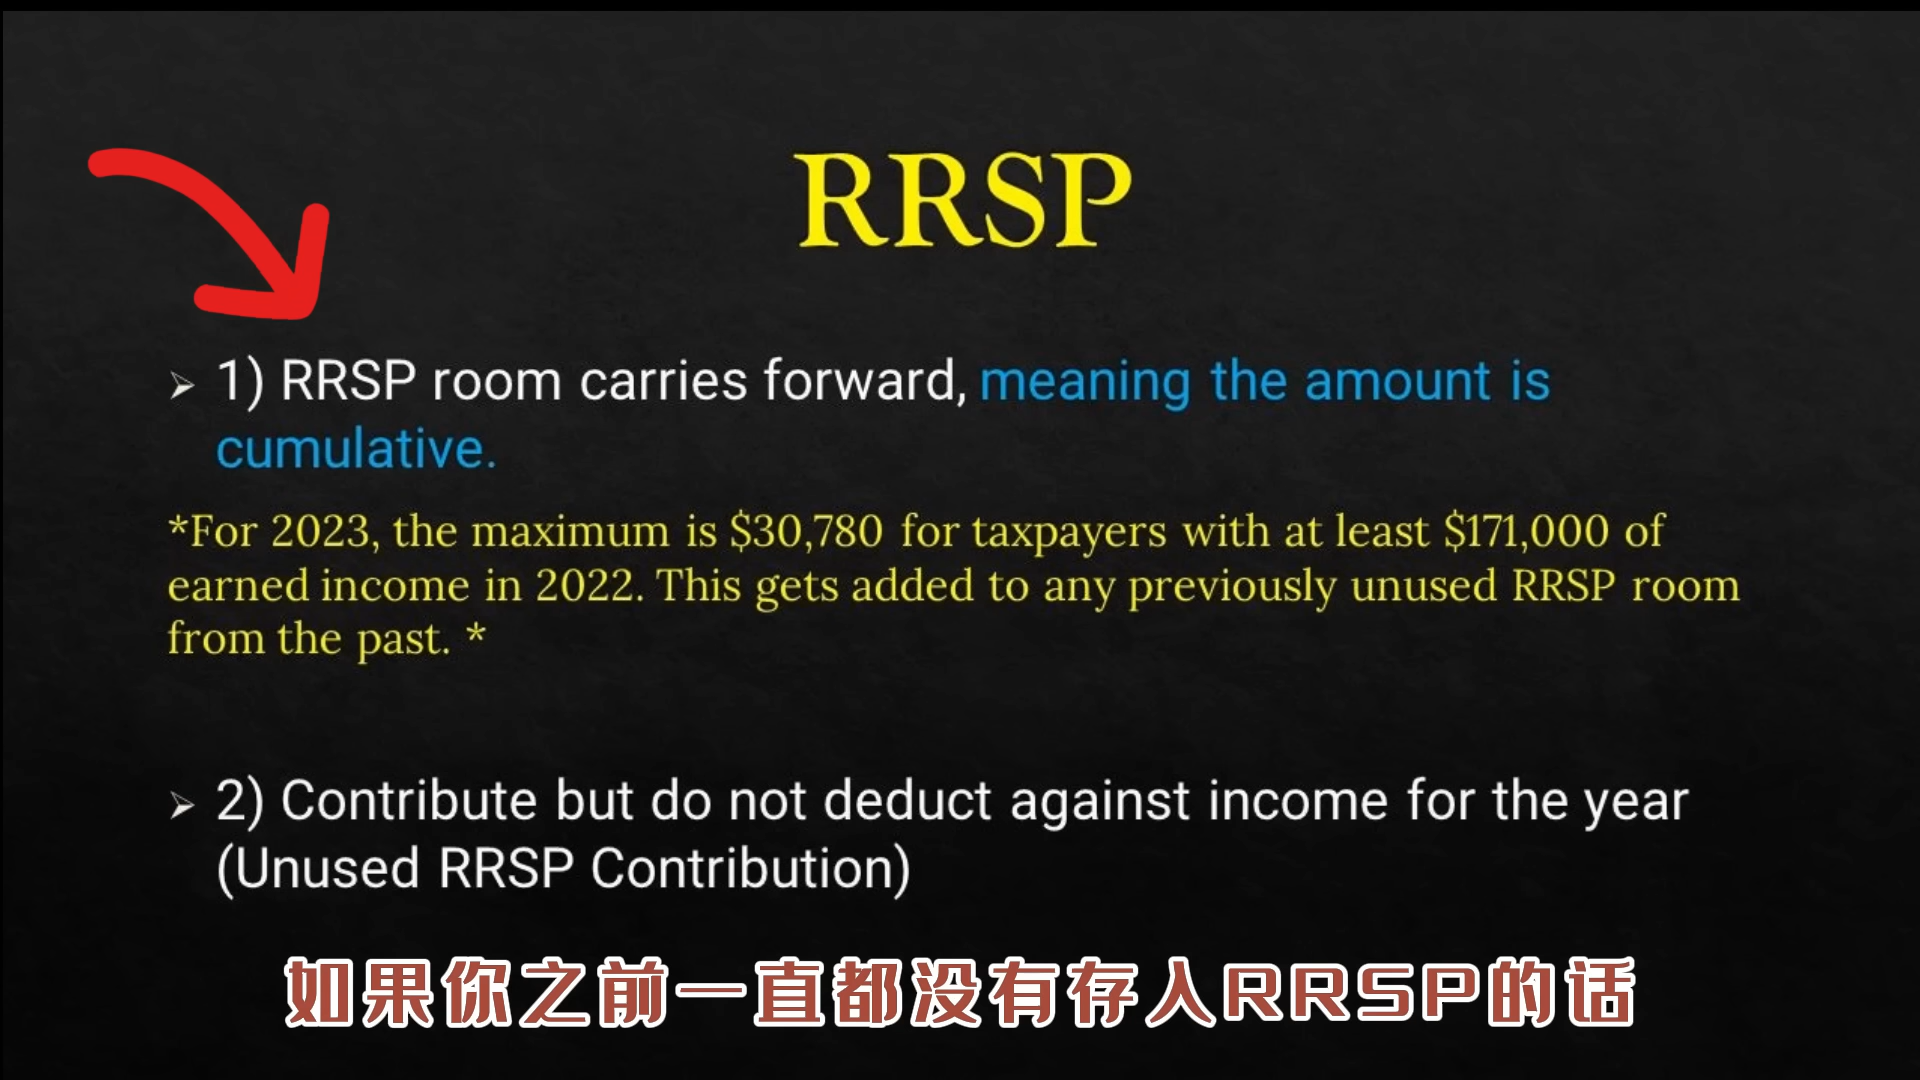 RRSP
➢ 1) RRSP room carries forward, meaning the amount is
cumulative.
*For 2023, the maximum is $30,780 for taxpayers with at least $171,000 of
earned income in 2022. This gets added to any previously unused RRSP room
from the past. *
➢ 2) Contribute but do not deduct against income for the year
(Unused RRSP Contribution)
如果你之前一直都没有存入RRSP的话